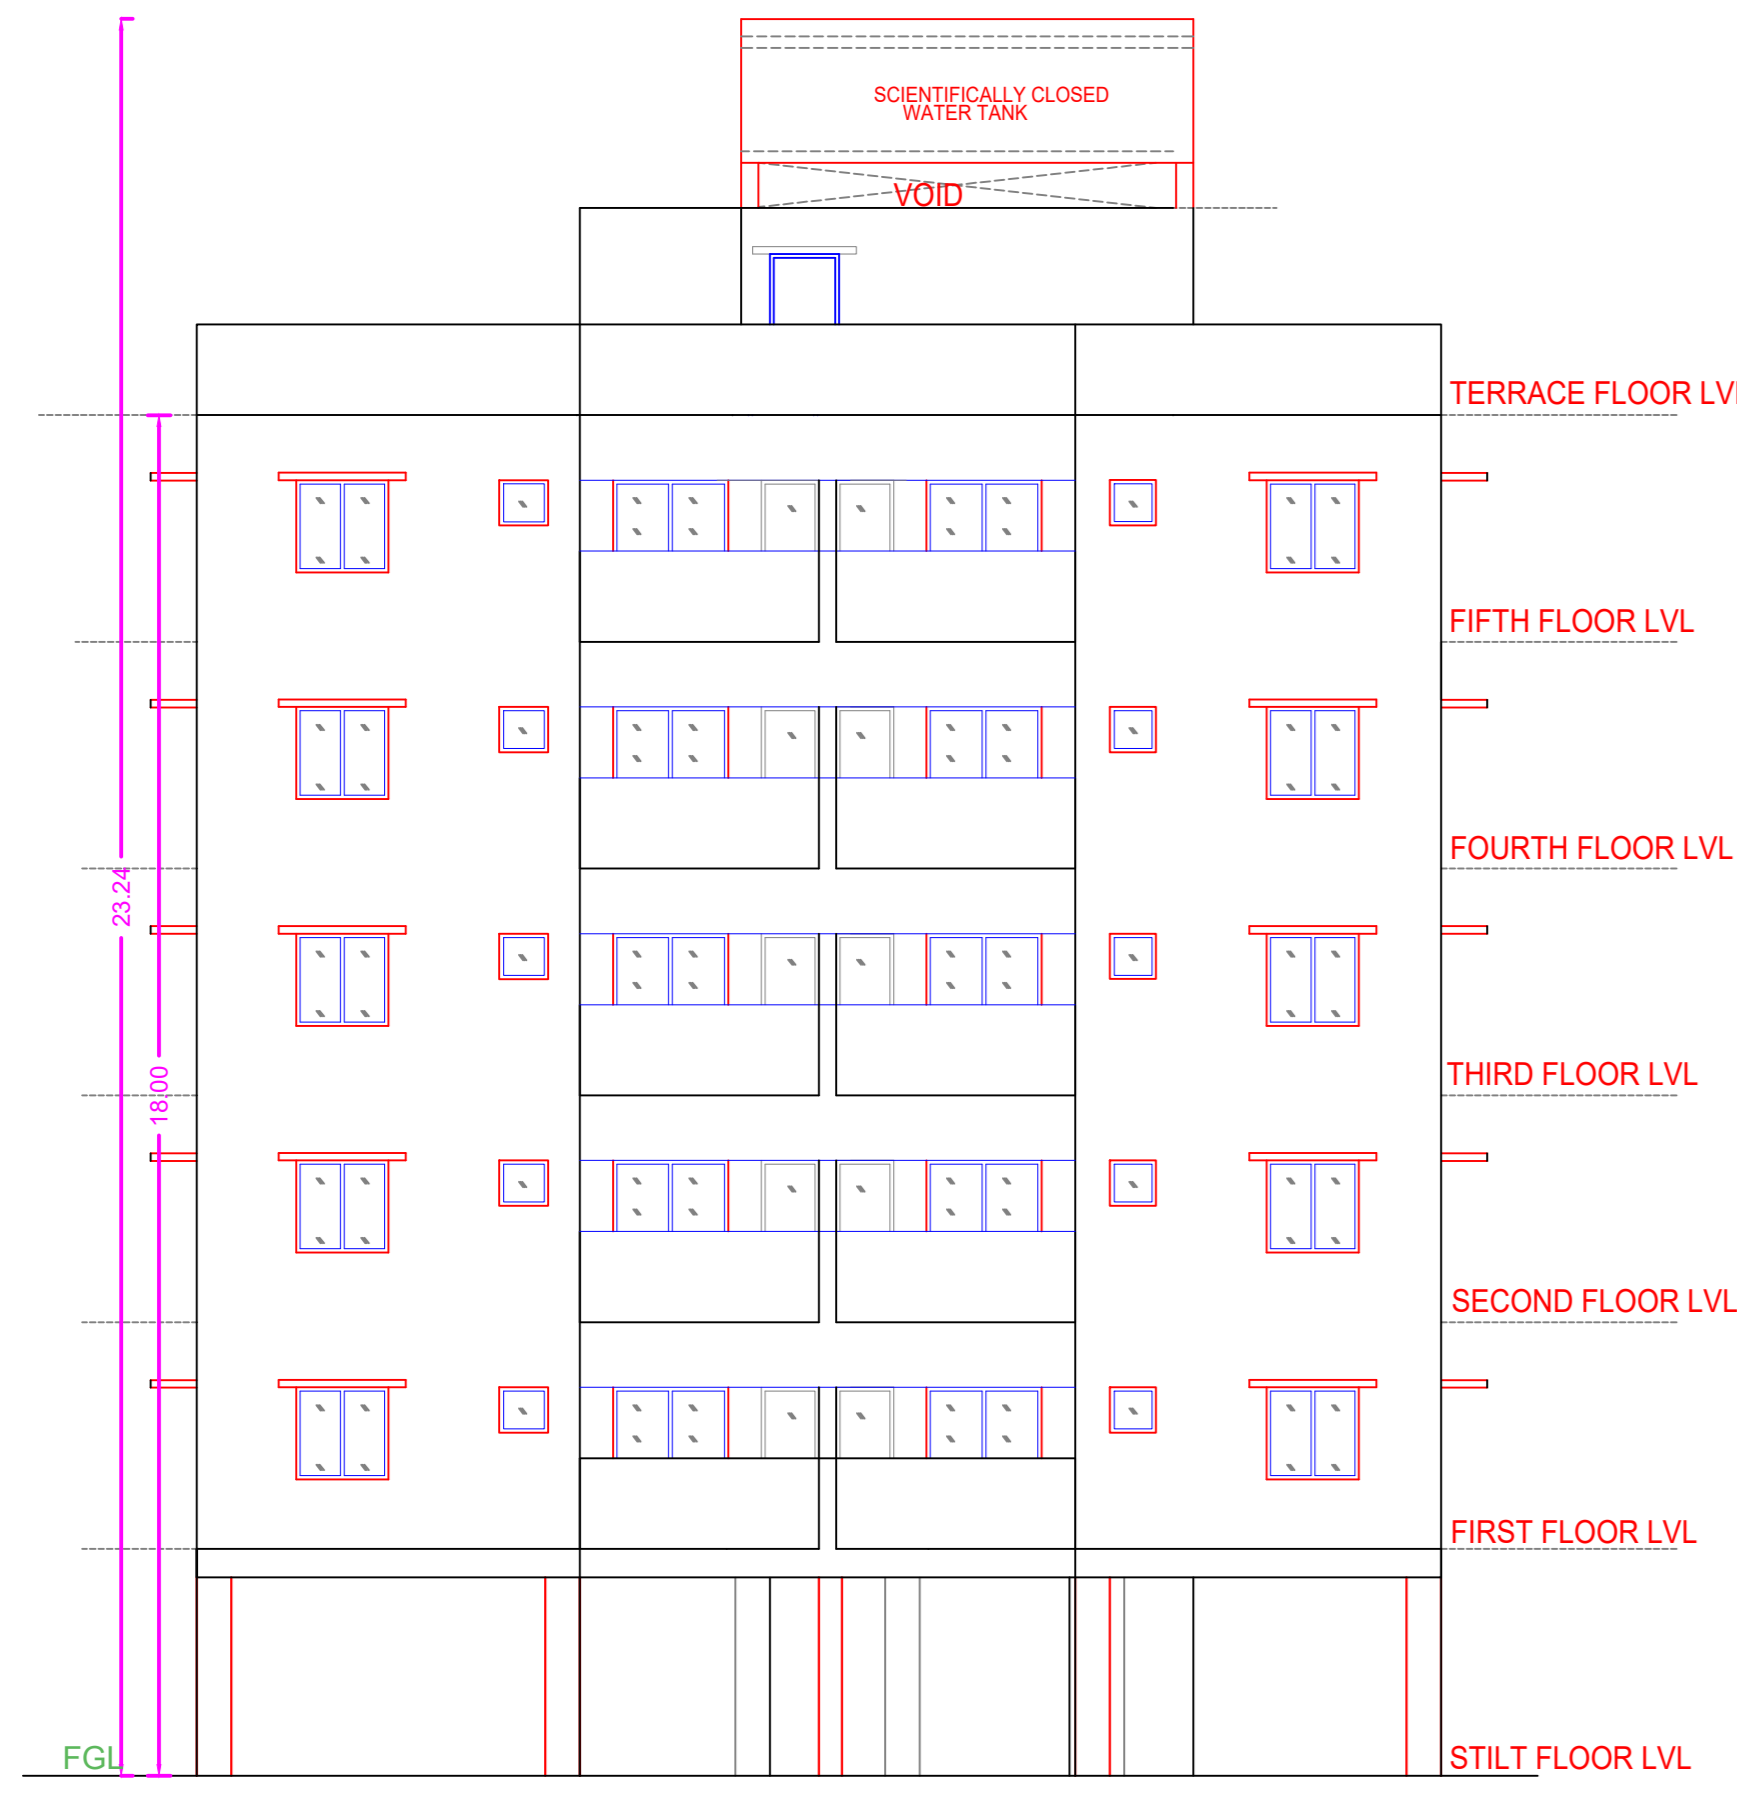 SCIENTIFICALLY CLOSED
WATER TANK
VOID
TERRACE FLOOR LVL
FIFTH FLOOR LVL
FOURTH FLOOR LVL
23.24
THIRD FLOOR LVL
18.00
SECOND FLOOR LVL
FIRST FLOOR LVL
FGL
STILT FLOOR LVL